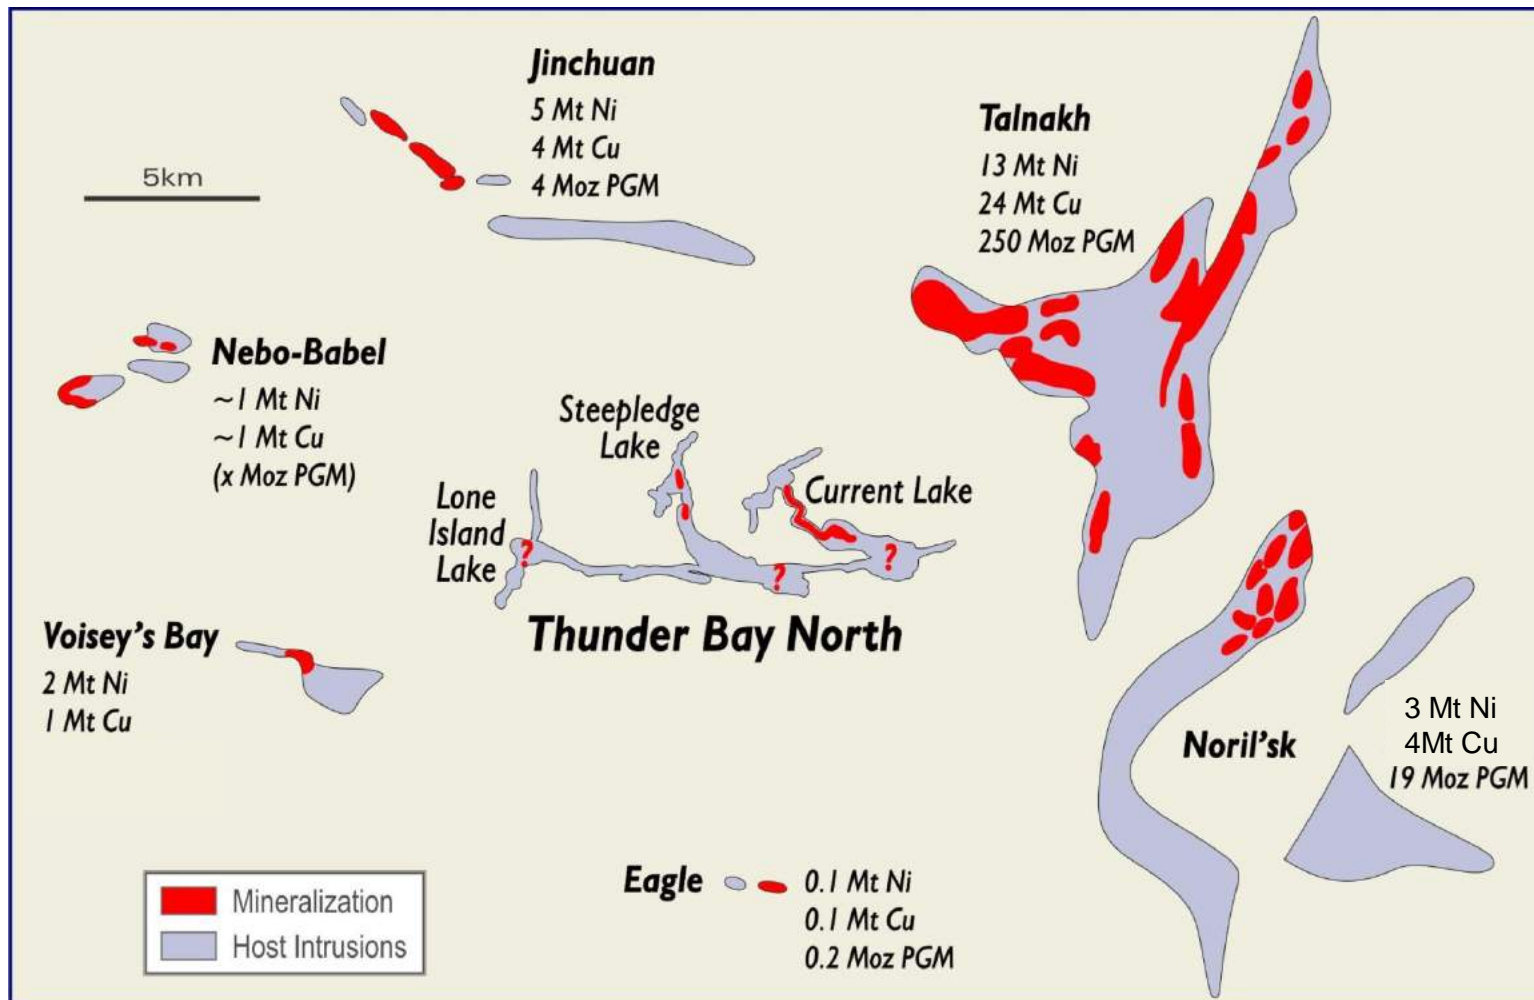 Jinchuan
5 Mt Ni
4 Mt Cu
4 Moz PGM
5km
Talnakh
13 Mt Ni
24 Mt Cu
250 Moz PGM
Nebo-Babel
~1 Mt Ni
~1 Mt Cu
(x Moz PGM)
Steepledge
Lake
Current Lake
Lone
Island
Lake
?
?
?
Thunder Bay North
Voisey's Bay
2 Mt Ni
1 Mt Cu
Noril'sk
3 Mt Ni
4Mt Cu
19 Moz PGM
Eagle
0.1 Mt Ni
0.1 Mt Cu
0.2 Moz PGM
Mineralization
Host Intrusions